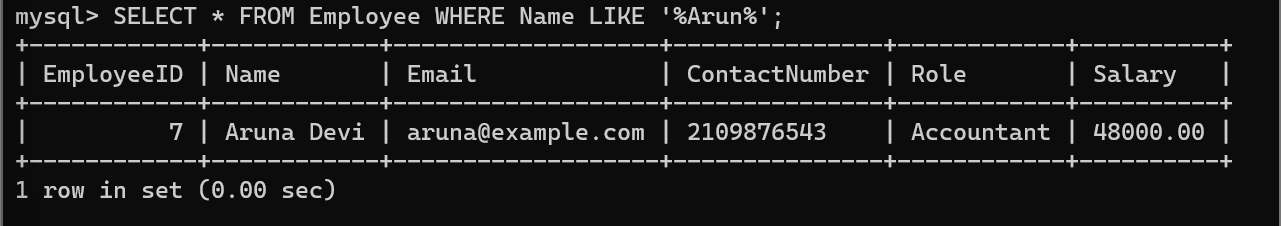 mysql> SELECT * FROM Employee WHERE Name LIKE '%Arun%';
+------------+------------+-------------------+---------------+------------+----------+
| EmployeeID | Name       | Email             | ContactNumber | Role       | Salary   |
+------------+------------+-------------------+---------------+------------+----------+
|          7 | Aruna Devi | aruna@example.com | 2109876543    | Accountant | 48000.00 |
+------------+------------+-------------------+---------------+------------+----------+
1 row in set (0.00 sec)